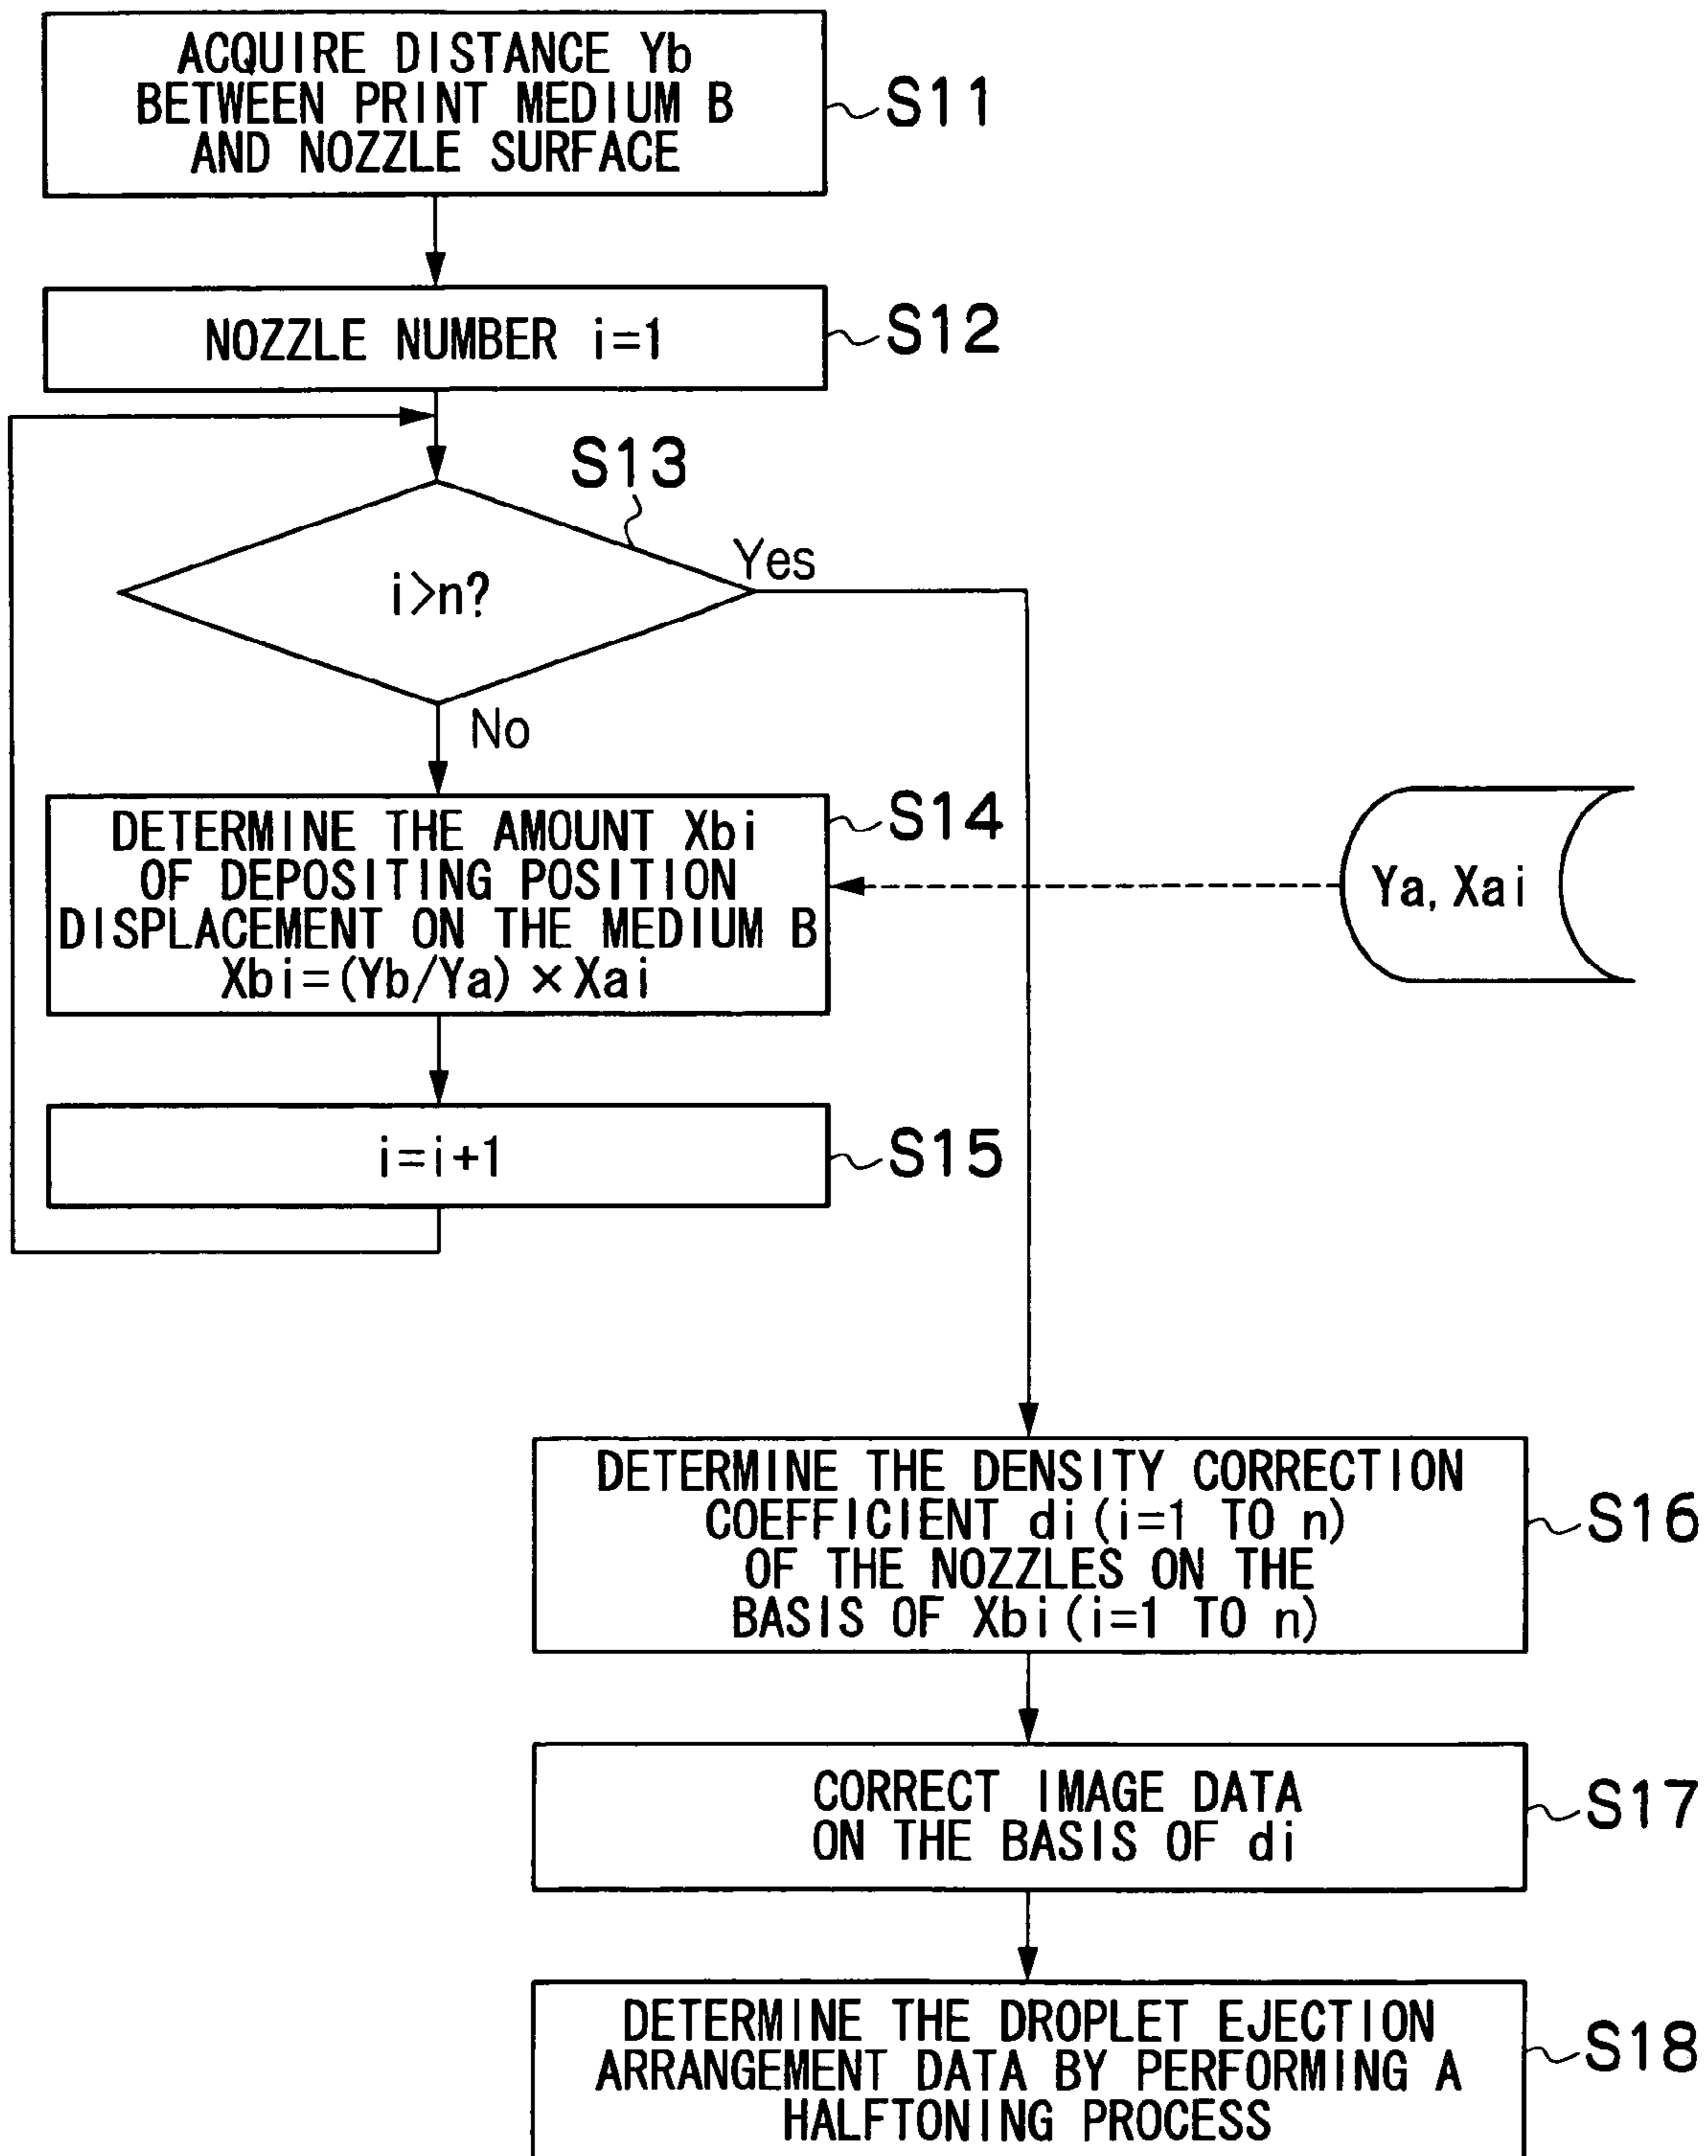 ACQUIRE DISTANCE Yb
BETWEEN PRINT MEDIUM B
AND NOZZLE SURFACE
S11
NOZZLE NUMBER i=1
S12
S13
i>n?
Yes
No
DETERMINE THE AMOUNT Xbi
OF DEPOSITING POSITION
DISPLACEMENT ON THE MEDIUM B
Xbi=(Yb/Ya)×Xai
S14
Ya, Xai
i=i+1
S15
DETERMINE THE DENSITY CORRECTION
COEFFICIENT di(i=1 TO n)
OF THE NOZZLES ON THE
BASIS OF Xbi(i=1 TO n)
S16
CORRECT IMAGE DATA
ON THE BASIS OF di
S17
DETERMINE THE DROPLET EJECTION
ARRANGEMENT DATA BY PERFORMING A
HALFTONING PROCESS
S18